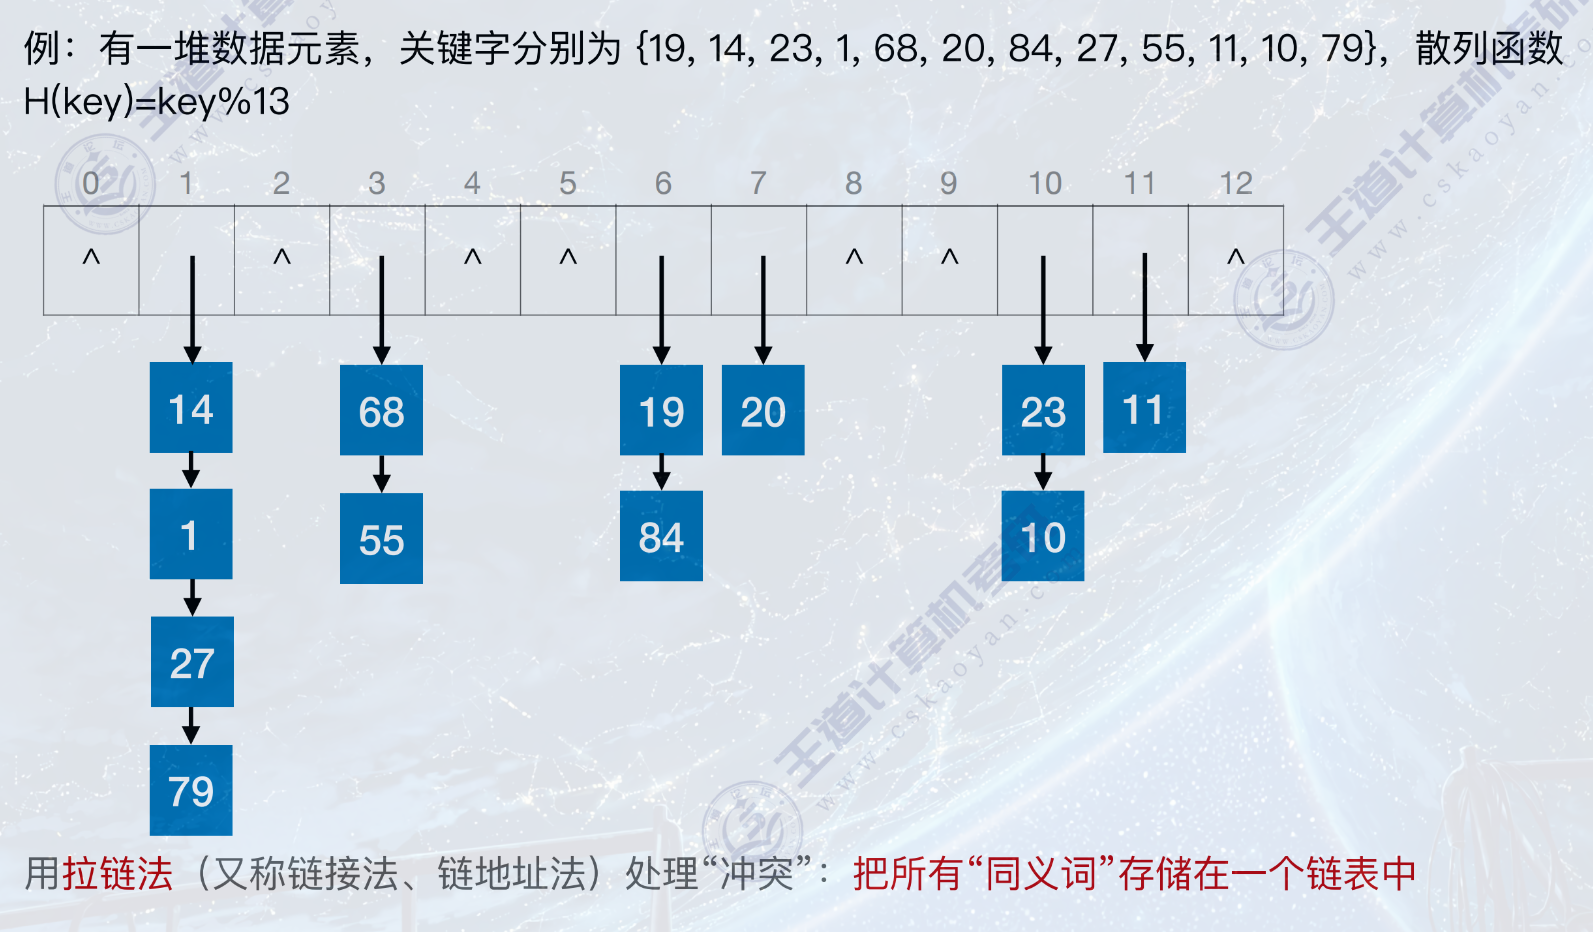 例：有一堆数据元素，关键字分别为 {19, 14, 23, 1, 68, 20, 84, 27, 55, 11, 10, 79}，散列函数
H(key)=key%13
0 1 2 3 4 5 6 7 8 9 10 11 12
^ ^ ^ ^ ^ ^ ^
14 68 19 20 23 11
1 55 84 10
27
79
用拉链法（又称链接法、链地址法）处理“冲突”：把所有“同义词”存储在一个链表中
王道计算机考研
www.cskaoyan.com